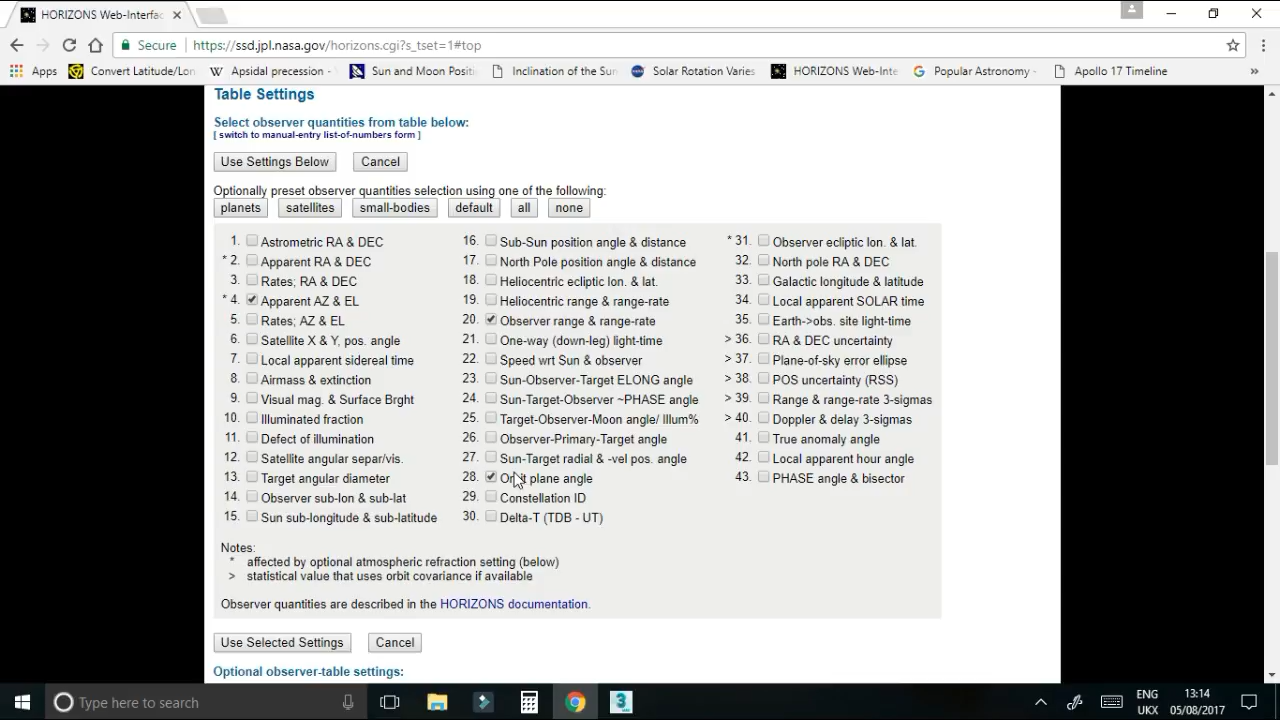 HORIZONS Web-Interfac
Secure https://ssd.jpl.nasa.gov/horizons.cgi?s_tset=1#top
Apps Convert Latitude/Lon Apsidal precession - Sun and Moon Positi Inclination of the Sun Solar Rotation Varies HORIZONS Web-Inte Popular Astronomy - Apollo 17 Timeline »
Table Settings
Select observer quantities from table below:
[ switch to manual-entry list-of-numbers form ]
Use Settings Below Cancel
Optionally preset observer quantities selection using one of the following:
planets satellites small-bodies default all none
1. Astrometric RA & DEC
* 2. Apparent RA & DEC
3. Rates; RA & DEC
* 4. Apparent AZ & EL
5. Rates; AZ & EL
6. Satellite X & Y, pos. angle
7. Local apparent sidereal time
8. Airmass & extinction
9. Visual mag. & Surface Brght
10. Illuminated fraction
11. Defect of illumination
12. Satellite angular separ/vis.
13. Target angular diameter
14. Observer sub-lon & sub-lat
15. Sun sub-longitude & sub-latitude
16. Sub-Sun position angle & distance
17. North Pole position angle & distance
18. Heliocentric ecliptic lon. & lat.
19. Heliocentric range & range-rate
20. Observer range & range-rate
21. One-way (down-leg) light-time
22. Speed wrt Sun & observer
23. Sun-Observer-Target ELONG angle
24. Sun-Target-Observer ~PHASE angle
25. Target-Observer-Moon angle/ Illum%
26. Observer-Primary-Target angle
27. Sun-Target radial & -vel pos. angle
28. Orbit plane angle
29. Constellation ID
30. Delta-T (TDB - UT)
* 31. Observer ecliptic lon. & lat.
32. North pole RA & DEC
33. Galactic longitude & latitude
34. Local apparent SOLAR time
35. Earth->obs. site light-time
> 36. RA & DEC uncertainty
> 37. Plane-of-sky error ellipse
> 38. POS uncertainty (RSS)
> 39. Range & range-rate 3-sigmas
> 40. Doppler & delay 3-sigmas
41. True anomaly angle
42. Local apparent hour angle
43. PHASE angle & bisector
Notes:
* affected by optional atmospheric refraction setting (below)
> statistical value that uses orbit covariance if available
Observer quantities are described in the HORIZONS documentation.
Use Selected Settings Cancel
Optional observer-table settings:
Type here to search
ENG
UKX
13:14
05/08/2017